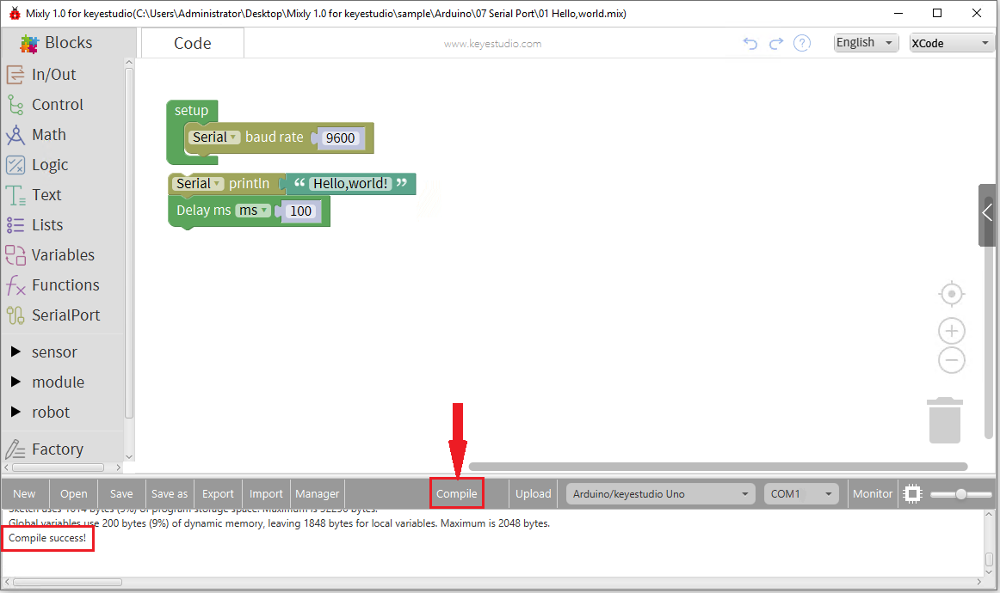 Mixly 1.0 for keyestudio(C:\Users\Administrator\Desktop\Mixly 1.0 for keyestudio\sample\Arduino\07 Serial Port\01 Hello,world.mix)
Blocks
Code
www.keyestudio.com
?
English
XCode
In/Out
Control
Math
Logic
Text
Lists
Variables
Functions
SerialPort
sensor
module
robot
Factory
setup
Serial baud rate 9600
Serial println “ Hello,world! ”
Delay ms ms 100
New Open Save Save as Export Import Manager Compile Upload Arduino/keyestudio Uno COM1 Monitor
Global variables use 200 bytes (9%) of dynamic memory, leaving 1848 bytes for local variables. Maximum is 2048 bytes.
Compile success!